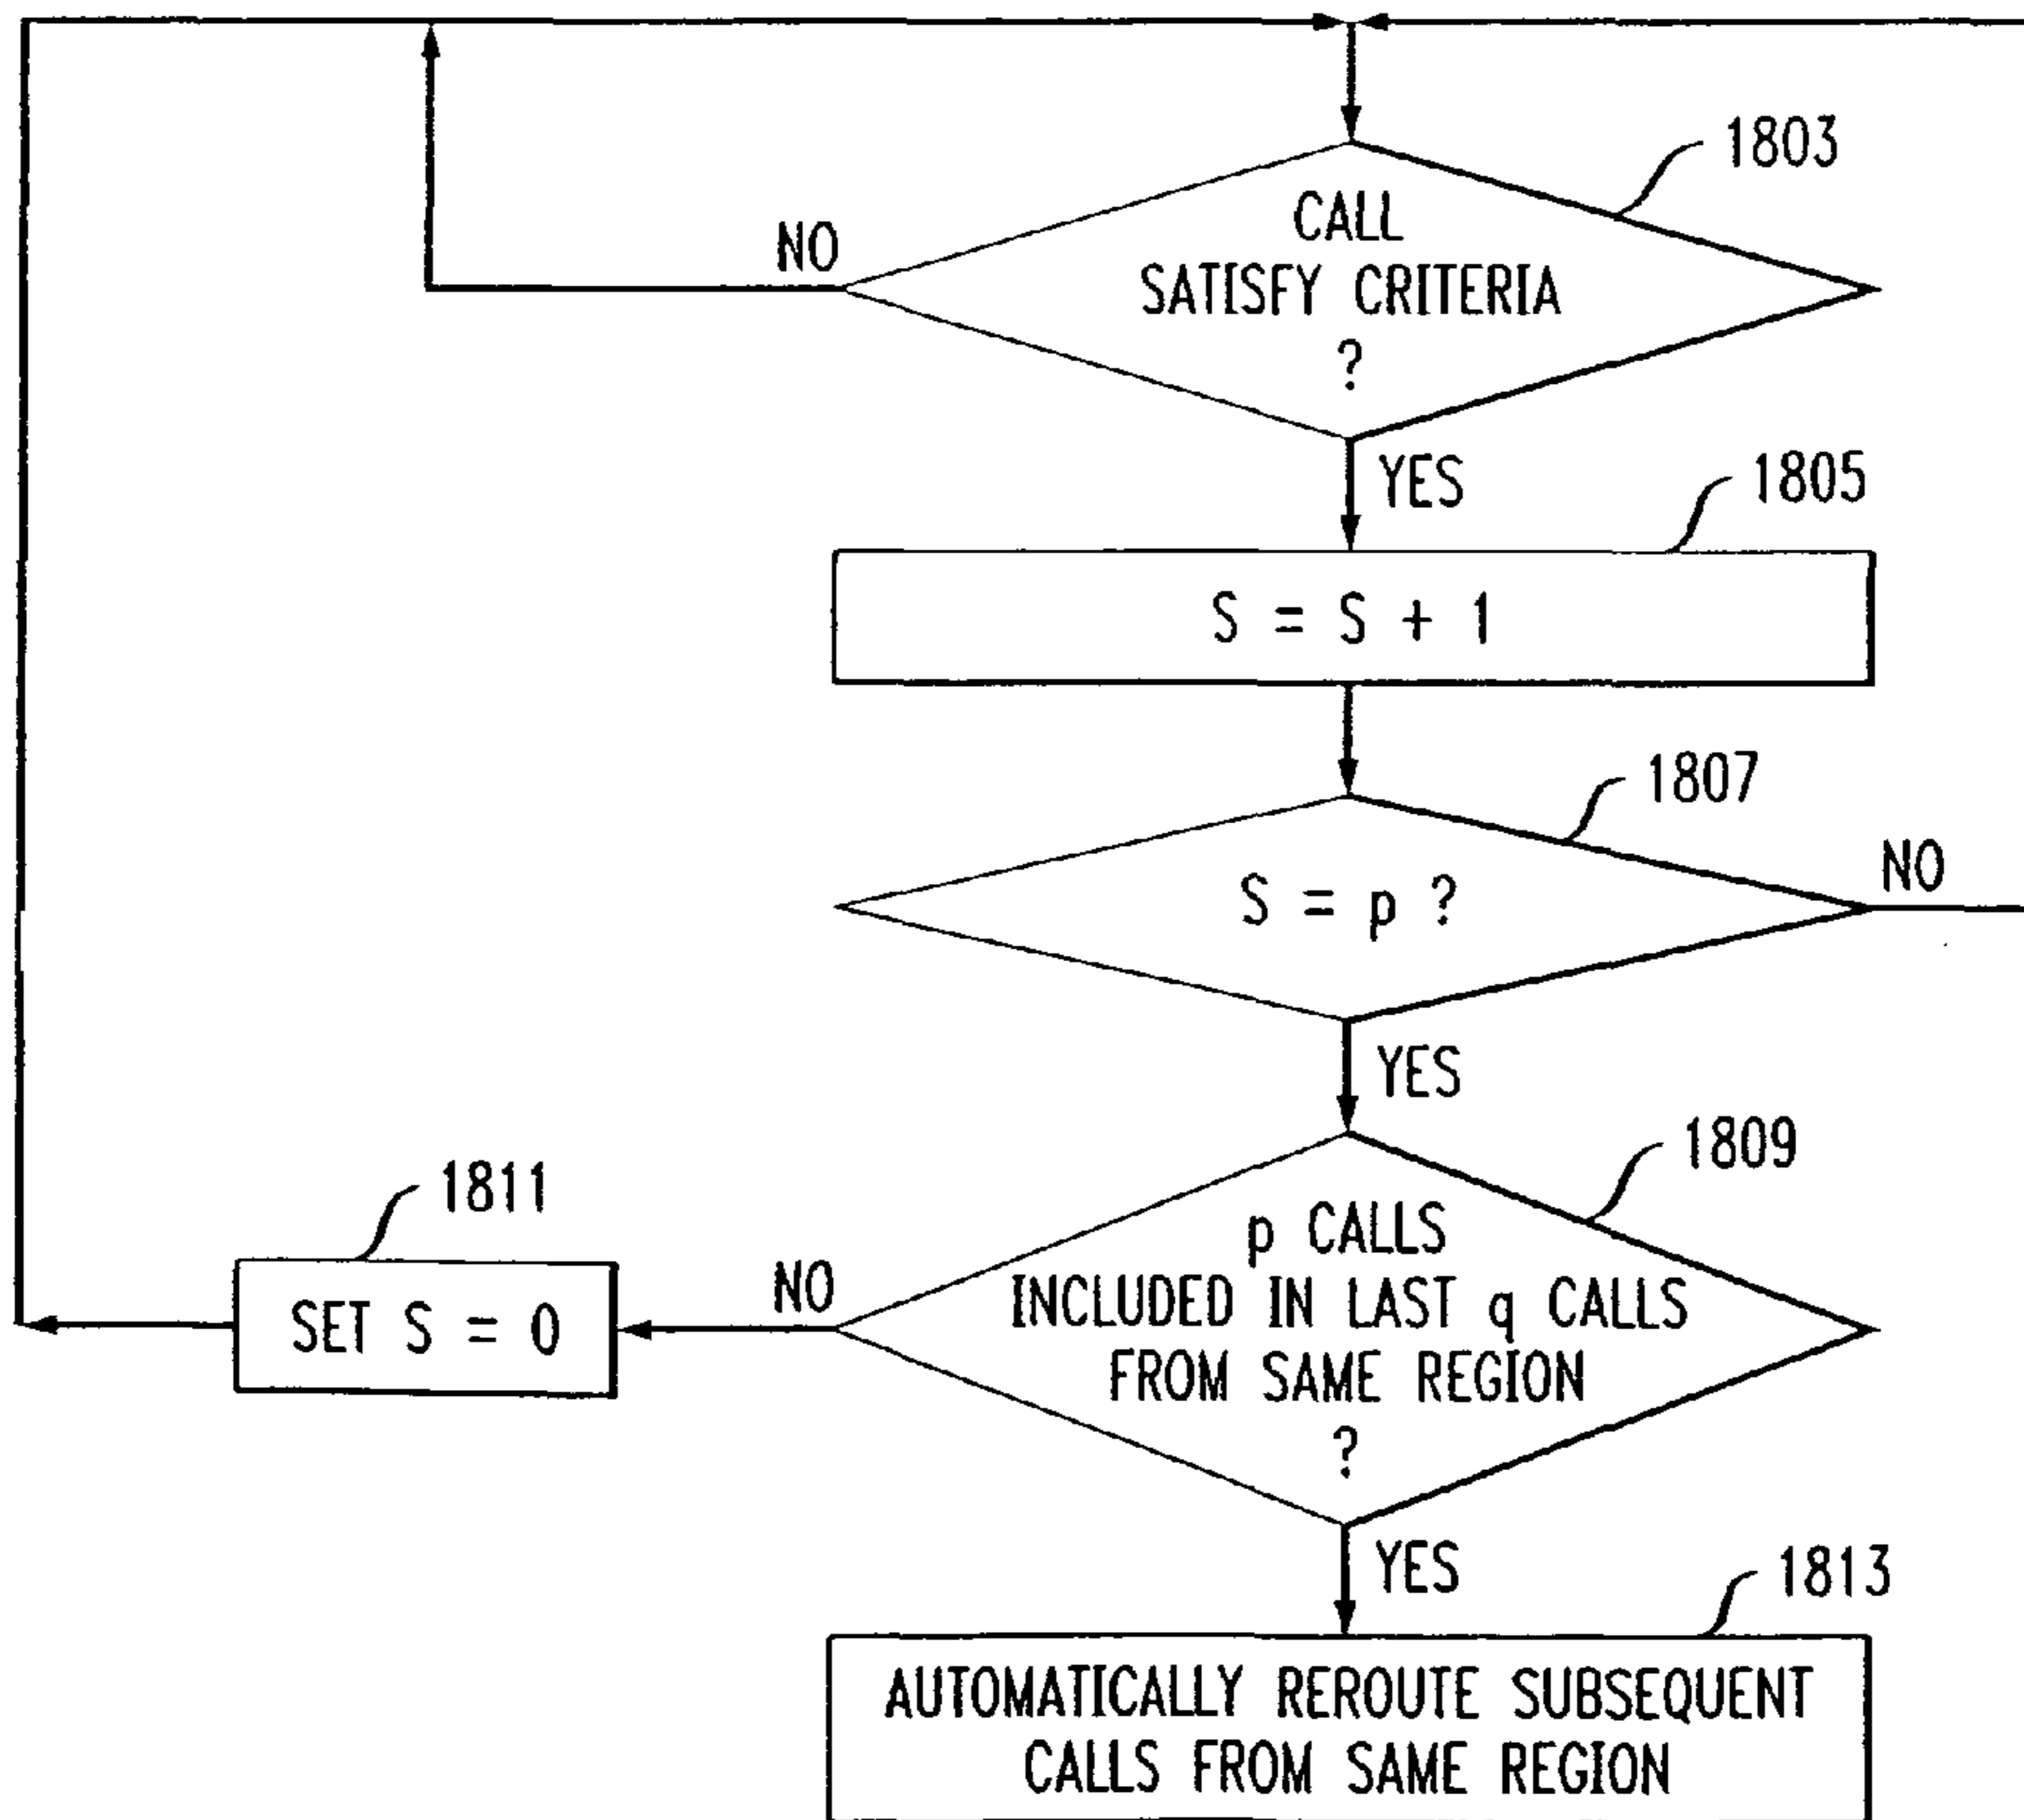 1803
CALL
SATISFY CRITERIA
?
NO
YES
1805
S = S + 1
1807
S = p ?
NO
YES
1809
p CALLS
INCLUDED IN LAST q CALLS
FROM SAME REGION
?
NO
1811
SET S = 0
YES
1813
AUTOMATICALLY REROUTE SUBSEQUENT
CALLS FROM SAME REGION